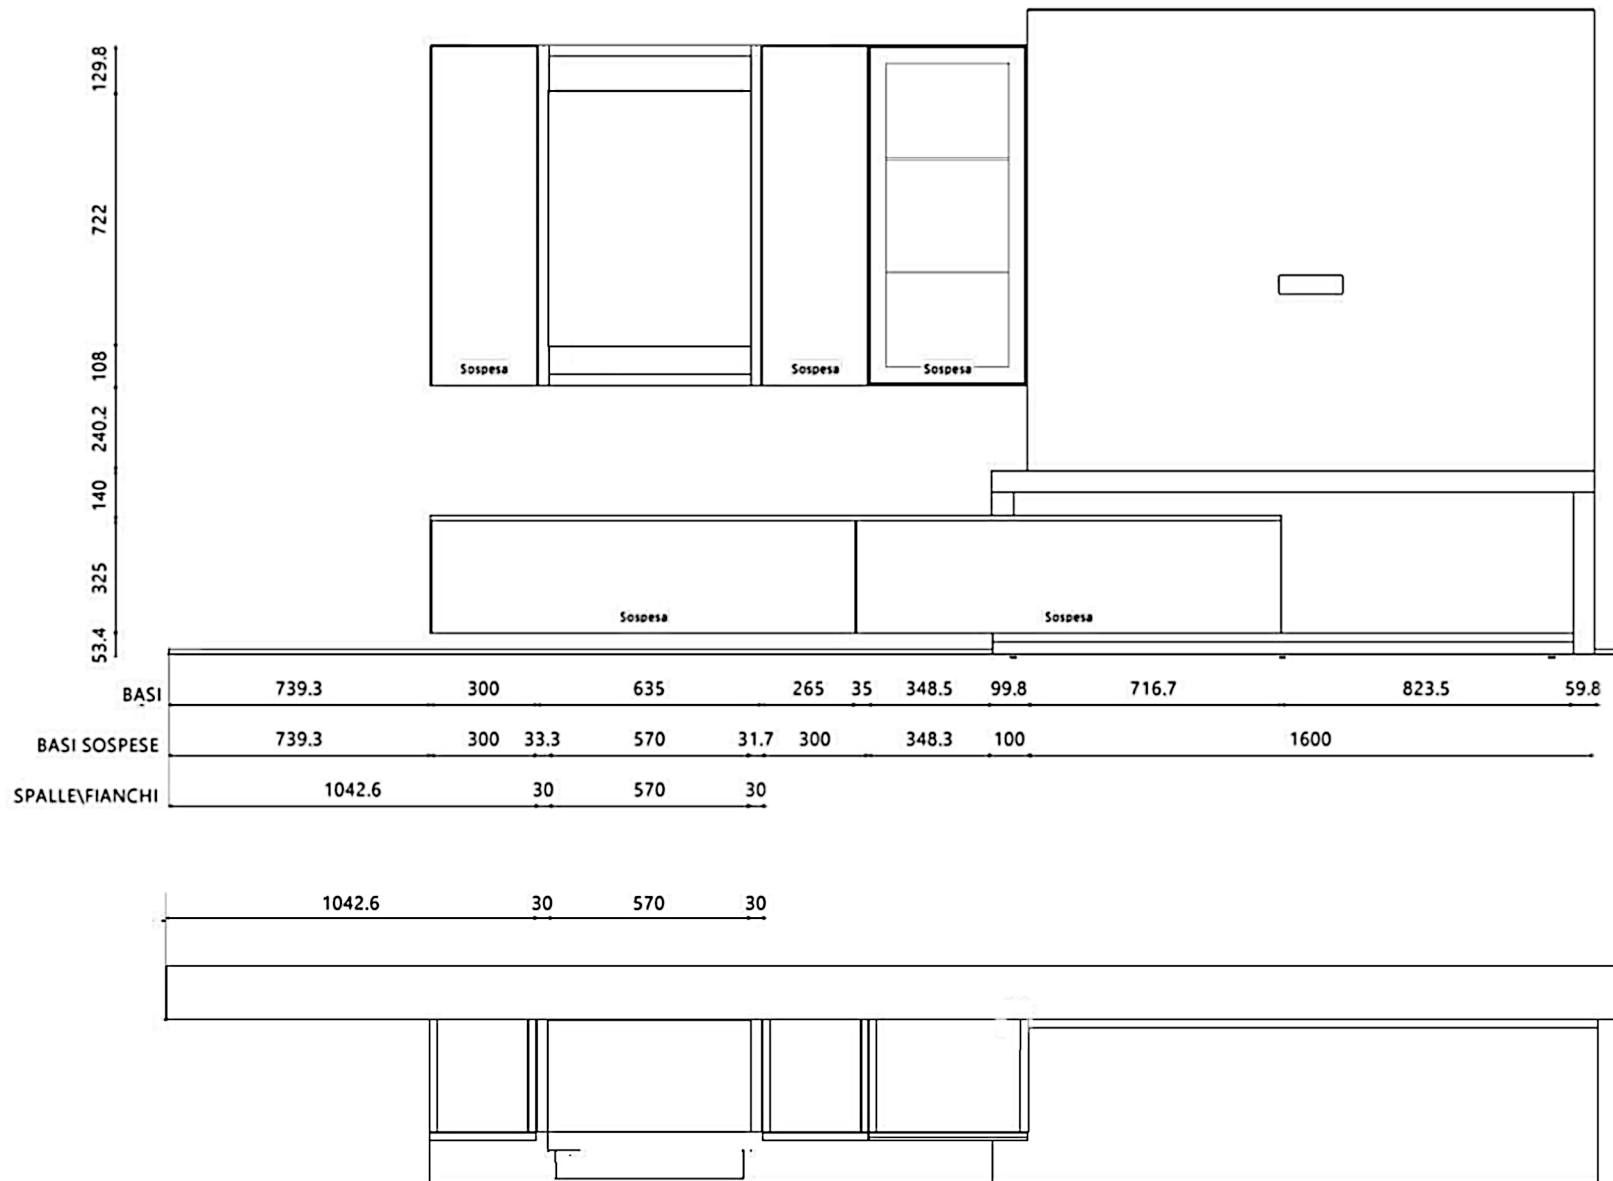 129.8
722
108
240.2
140
325
53.4
Sospesa Sospesa Sospesa
Sospesa Sospesa
BASI 739.3 300 635 265 35 348.5 99.8 716.7 823.5 59.8
BASI SOSPESE 739.3 300 33.3 570 31.7 300 348.3 100 1600
SPALLE\FIANCHI 1042.6 30 570 30
1042.6 30 570 30